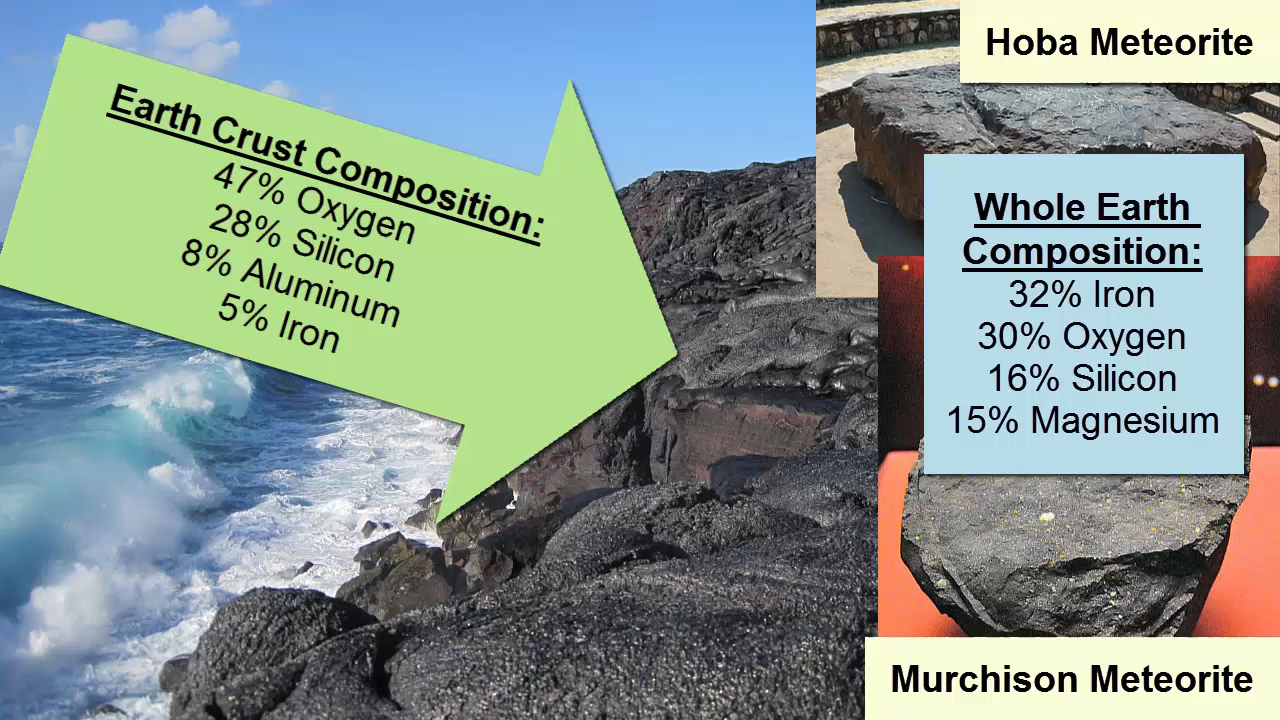 Earth Crust Composition:
47% Oxygen
28% Silicon
8% Aluminum
5% Iron
Hoba Meteorite
Whole Earth
Composition:
32% Iron
30% Oxygen
16% Silicon
15% Magnesium
Murchison Meteorite